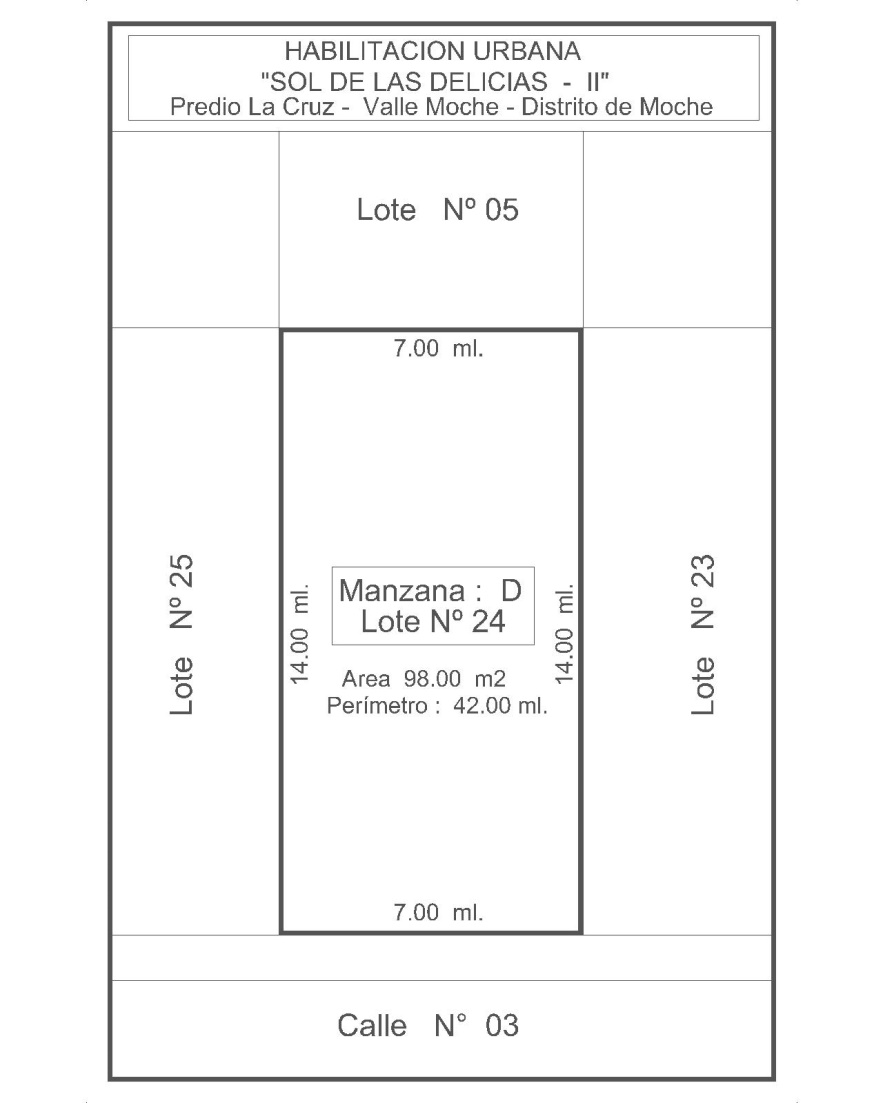 HABILITACION URBANA
"SOL DE LAS DELICIAS - II"
Predio La Cruz - Valle Moche - Distrito de Moche
Lote Nº 05
7.00 ml.
Lote Nº 25
14.00 ml.
Manzana : D
Lote Nº 24
Area 98.00 m2
Perímetro : 42.00 ml.
14.00 ml.
Lote Nº 23
7.00 ml.
Calle N° 03